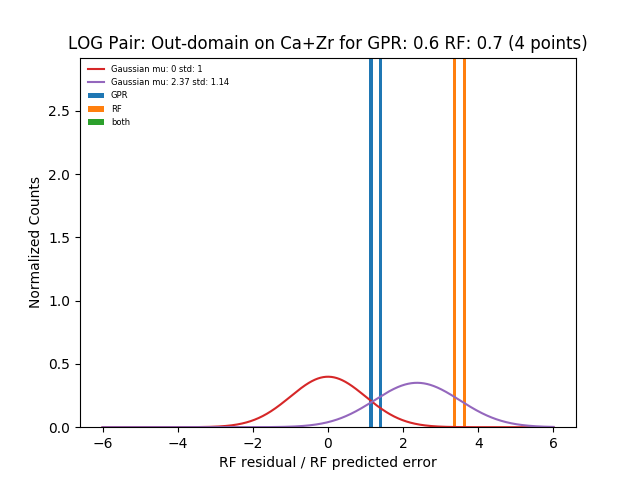 LOG Pair: Out-domain on Ca+Zr for GPR: 0.6 RF: 0.7 (4 points)
Gaussian mu: 0 std: 1
Gaussian mu: 2.37 std: 1.14
GPR
RF
both
Normalized Counts
2.5
2.0
1.5
1.0
0.5
0.0
−6 −4 −2 0 2 4 6
RF residual / RF predicted error